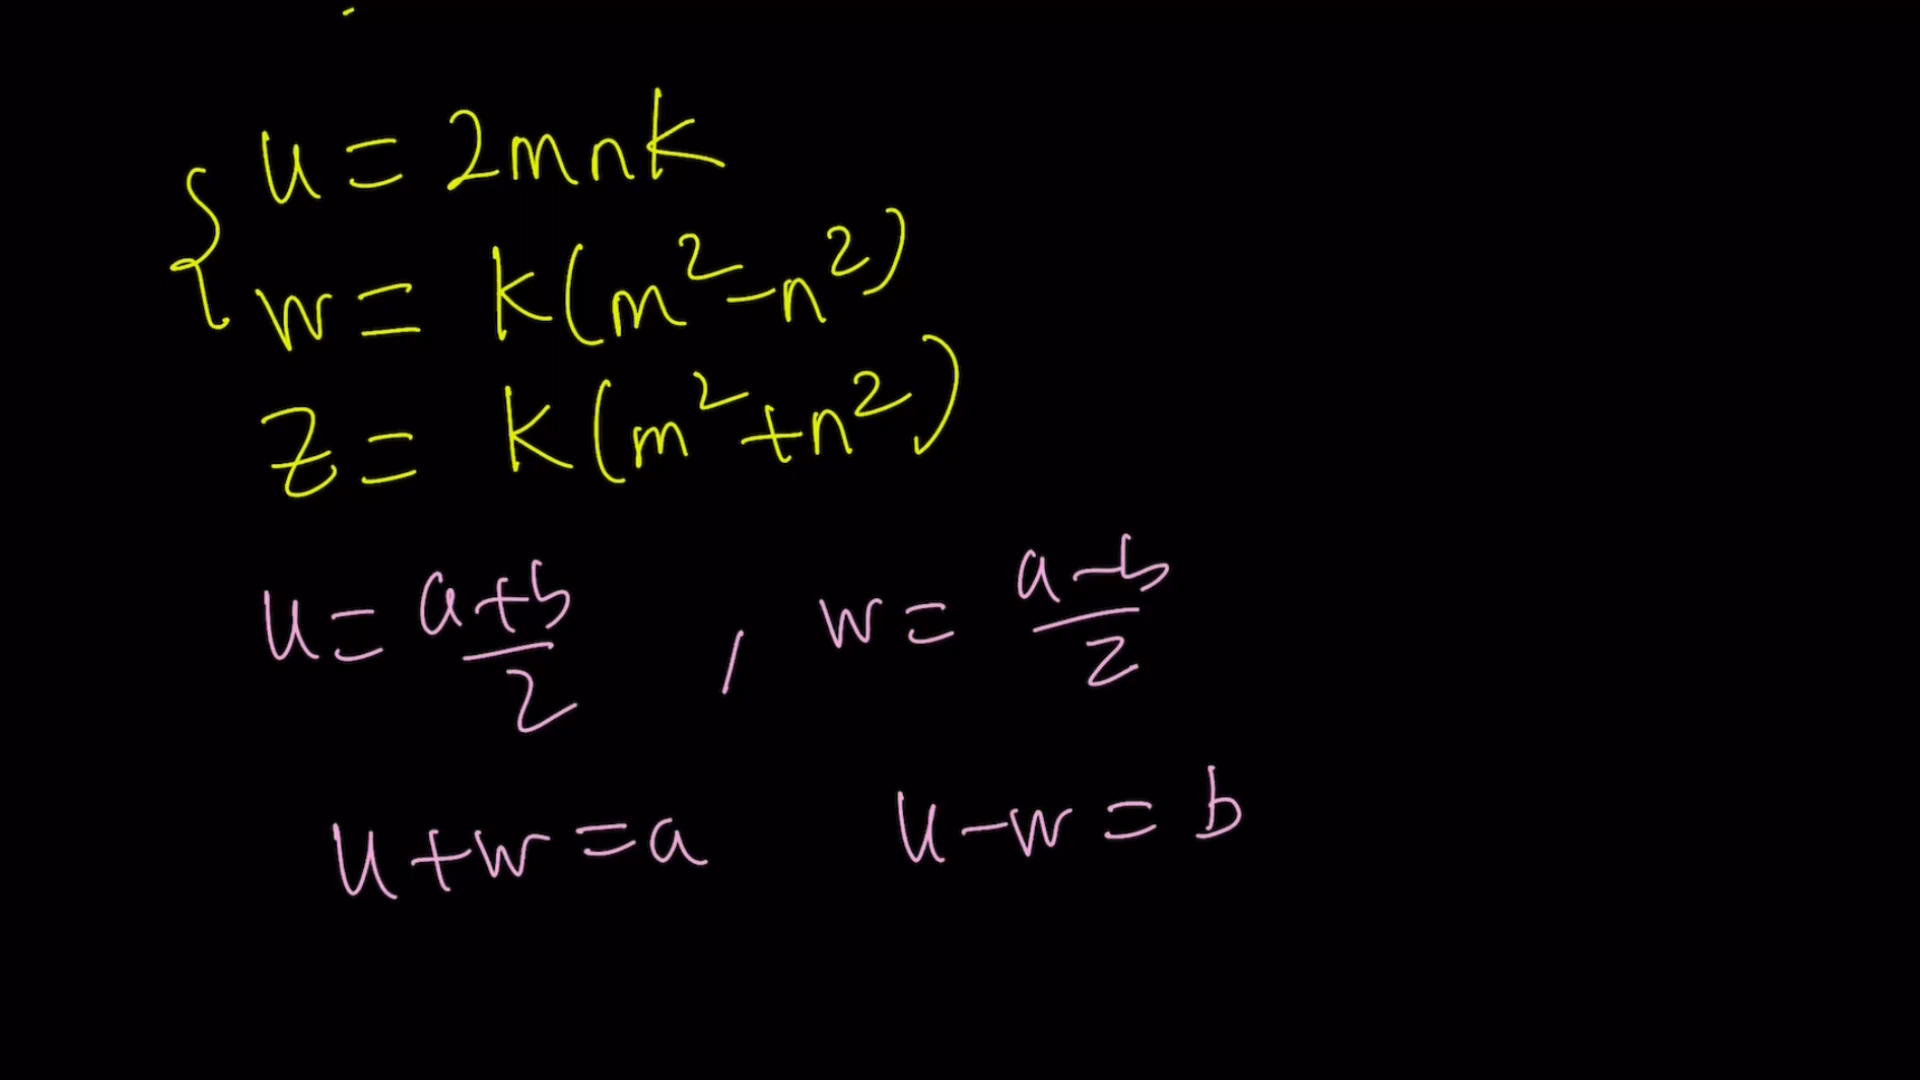 u = 2mnk
w = k(m²-n²)
z = k(m²+n²)
u = a+b/2 , w = a-b/2
u+w = a u-w = b